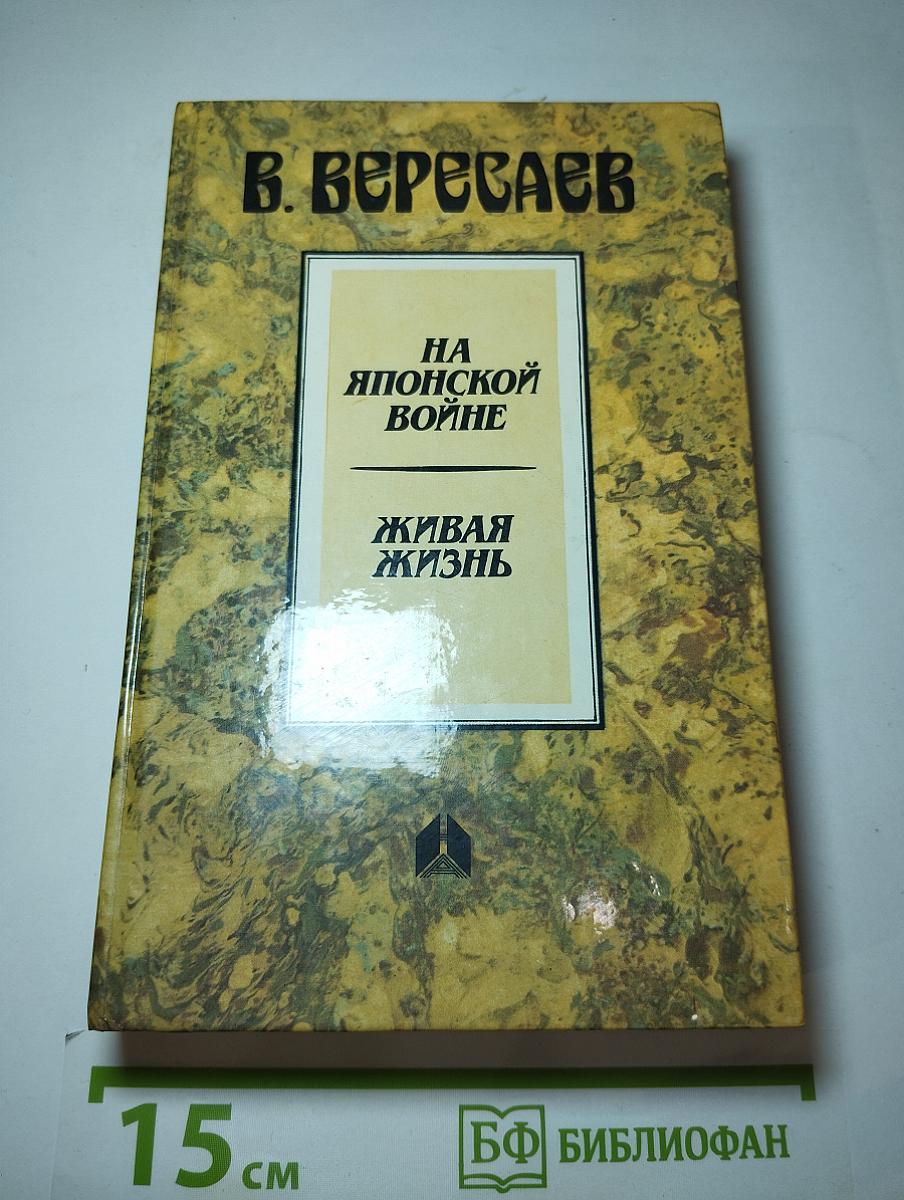 В. ВЕРЕСАЕВ
НА
ЯПОНСКОЙ
ВОЙНЕ
ЖИВАЯ
ЖИЗНЬ
15 см
БФ БИБЛИОФАН